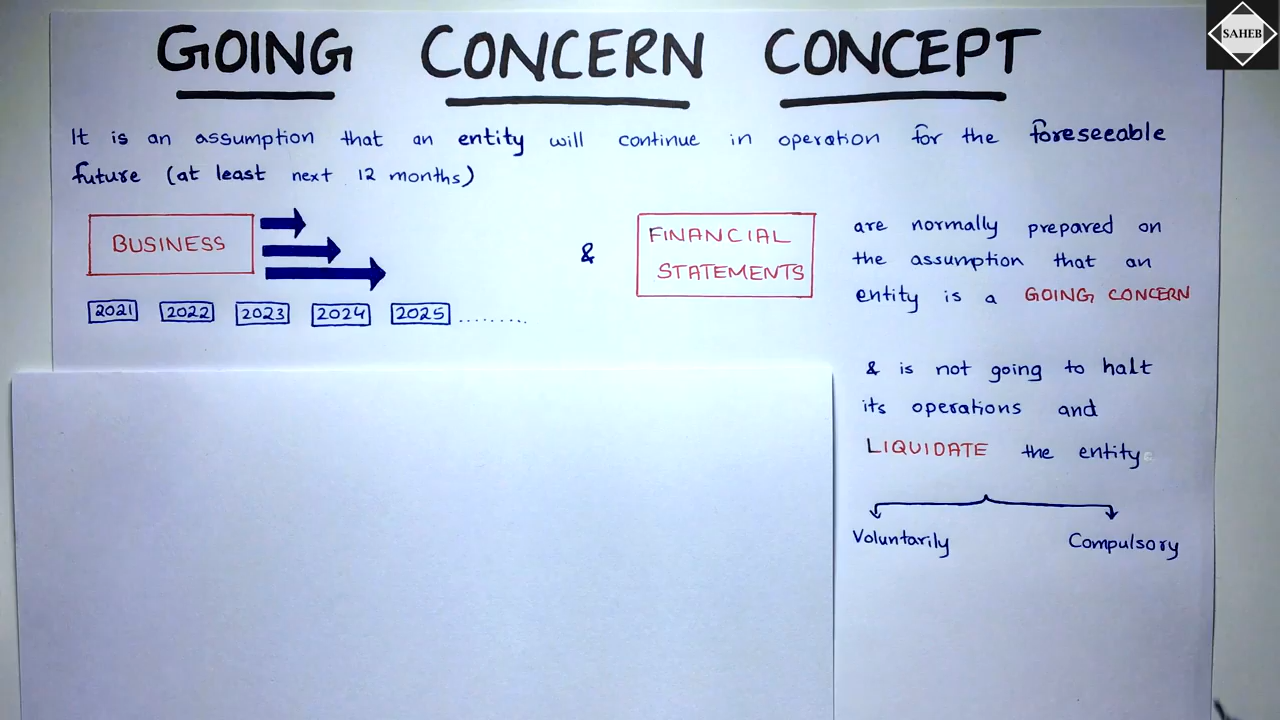 SAHEB
GOING CONCERN CONCEPT
It is an assumption that an entity will continue in operation for the foreseeable
future (at least next 12 months)
BUSINESS
2021 2022 2023 2024 2025 ........
&
FINANCIAL
STATEMENTS
are normally prepared on
the assumption that an
entity is a GOING CONCERN
& is not going to halt
its operations and
LIQUIDATE the entity
Voluntarily Compulsory